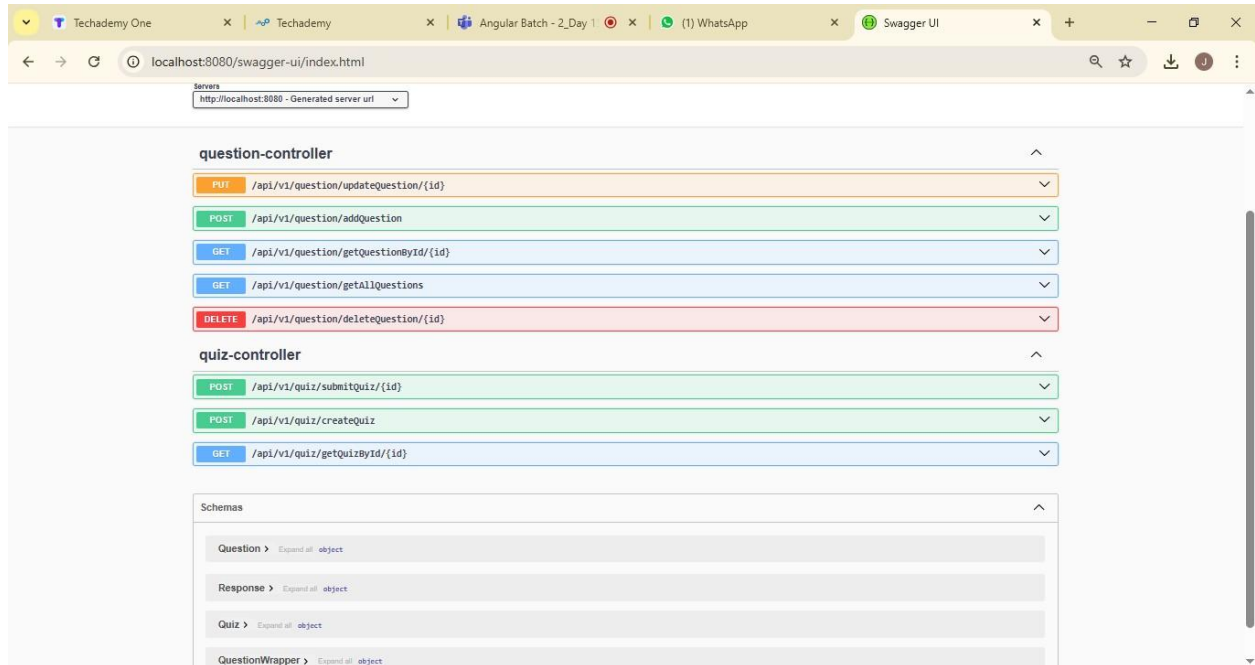 Techademy One
Techademy
Angular Batch - 2_Day 1
(1) WhatsApp
Swagger UI
localhost:8080/swagger-ui/index.html
J
Servers
http://localhost:8080 - Generated server url
question-controller
PUT /api/v1/question/updateQuestion/{id}
POST /api/v1/question/addQuestion
GET /api/v1/question/getQuestionById/{id}
GET /api/v1/question/getAllQuestions
DELETE /api/v1/question/deleteQuestion/{id}
quiz-controller
POST /api/v1/quiz/submitQuiz/{id}
POST /api/v1/quiz/createQuiz
GET /api/v1/quiz/getQuizById/{id}
Schemas
Question Expand all object
Response Expand all object
Quiz Expand all object
QuestionWrapper Expand all object